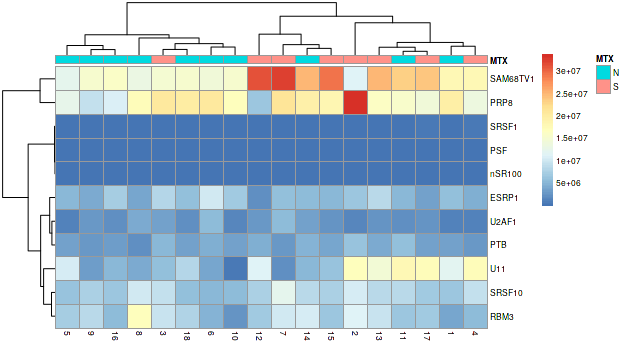 MTX
SAM68TV1
PRP8
SRSF1
PSF
nSR100
ESRP1
U2AF1
PTB
U11
SRSF10
RBM3
5 9 16 8 3 18 6 10 12 7 14 15 2 13 11 17 1 4
3e+07
2.5e+07
2e+07
1.5e+07
1e+07
5e+06
MTX
N
S